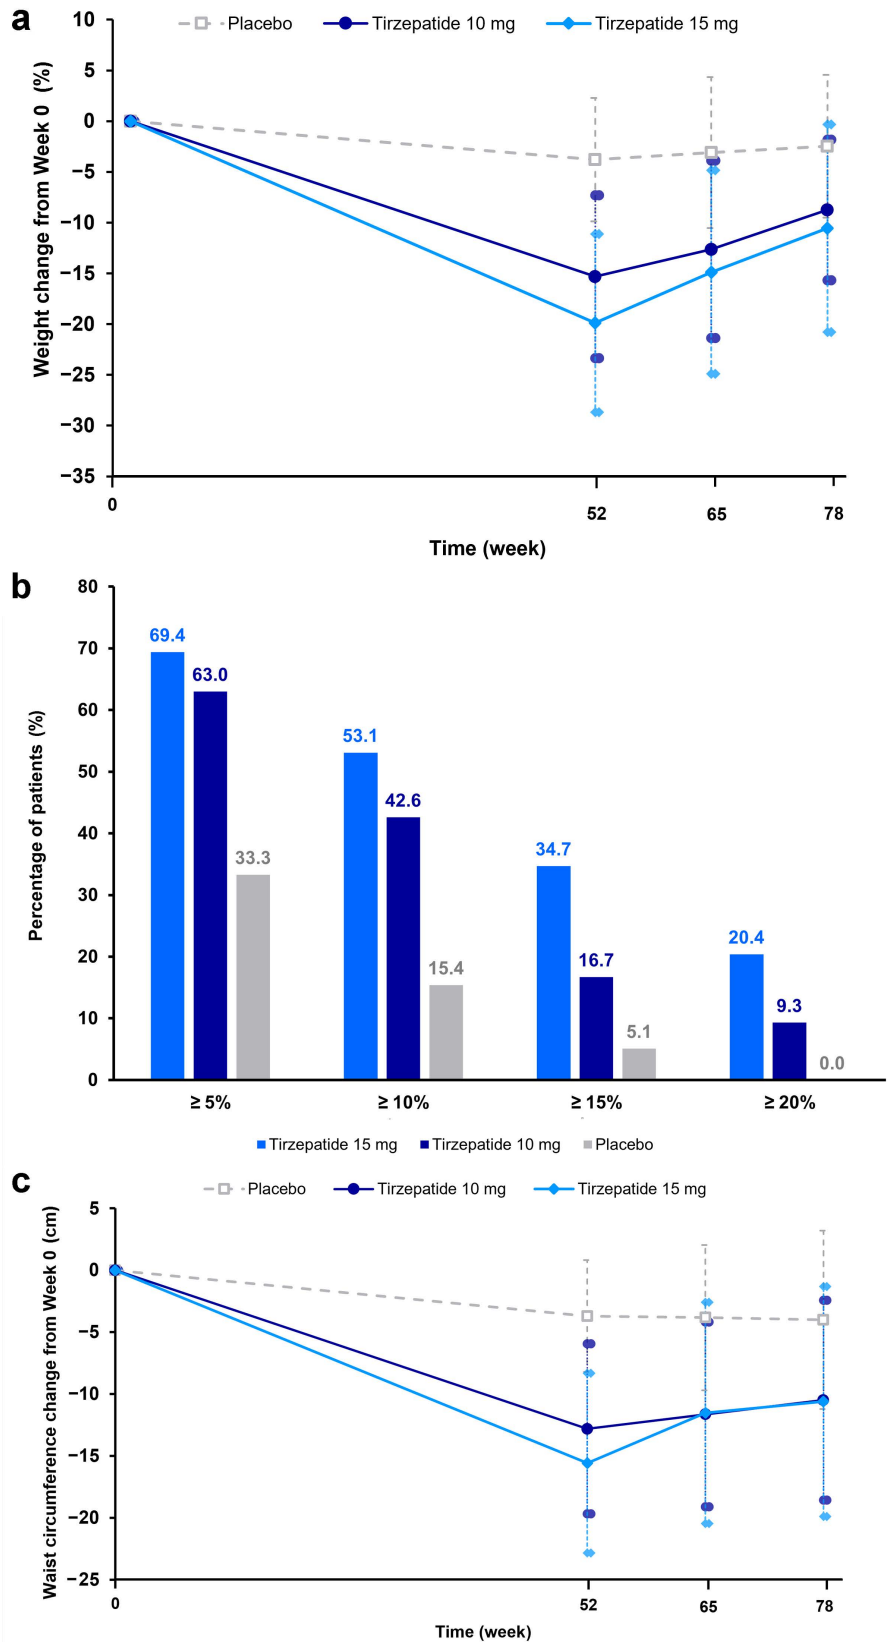 a
Placebo Tirzepatide 10 mg Tirzepatide 15 mg
Weight change from Week 0 (%)
10
5
0
−5
−10
−15
−20
−25
−30
−35
0 52 65 78
Time (week)
b
Percentage of patients (%)
80
70
60
50
40
30
20
10
0
69.4 63.0 33.3
53.1 42.6 15.4
34.7 16.7 5.1
20.4 9.3 0.0
≥ 5% ≥ 10% ≥ 15% ≥ 20%
Tirzepatide 15 mg Tirzepatide 10 mg Placebo
c
Placebo Tirzepatide 10 mg Tirzepatide 15 mg
Waist circumference change from Week 0 (cm)
5
0
−5
−10
−15
−20
−25
0 52 65 78
Time (week)